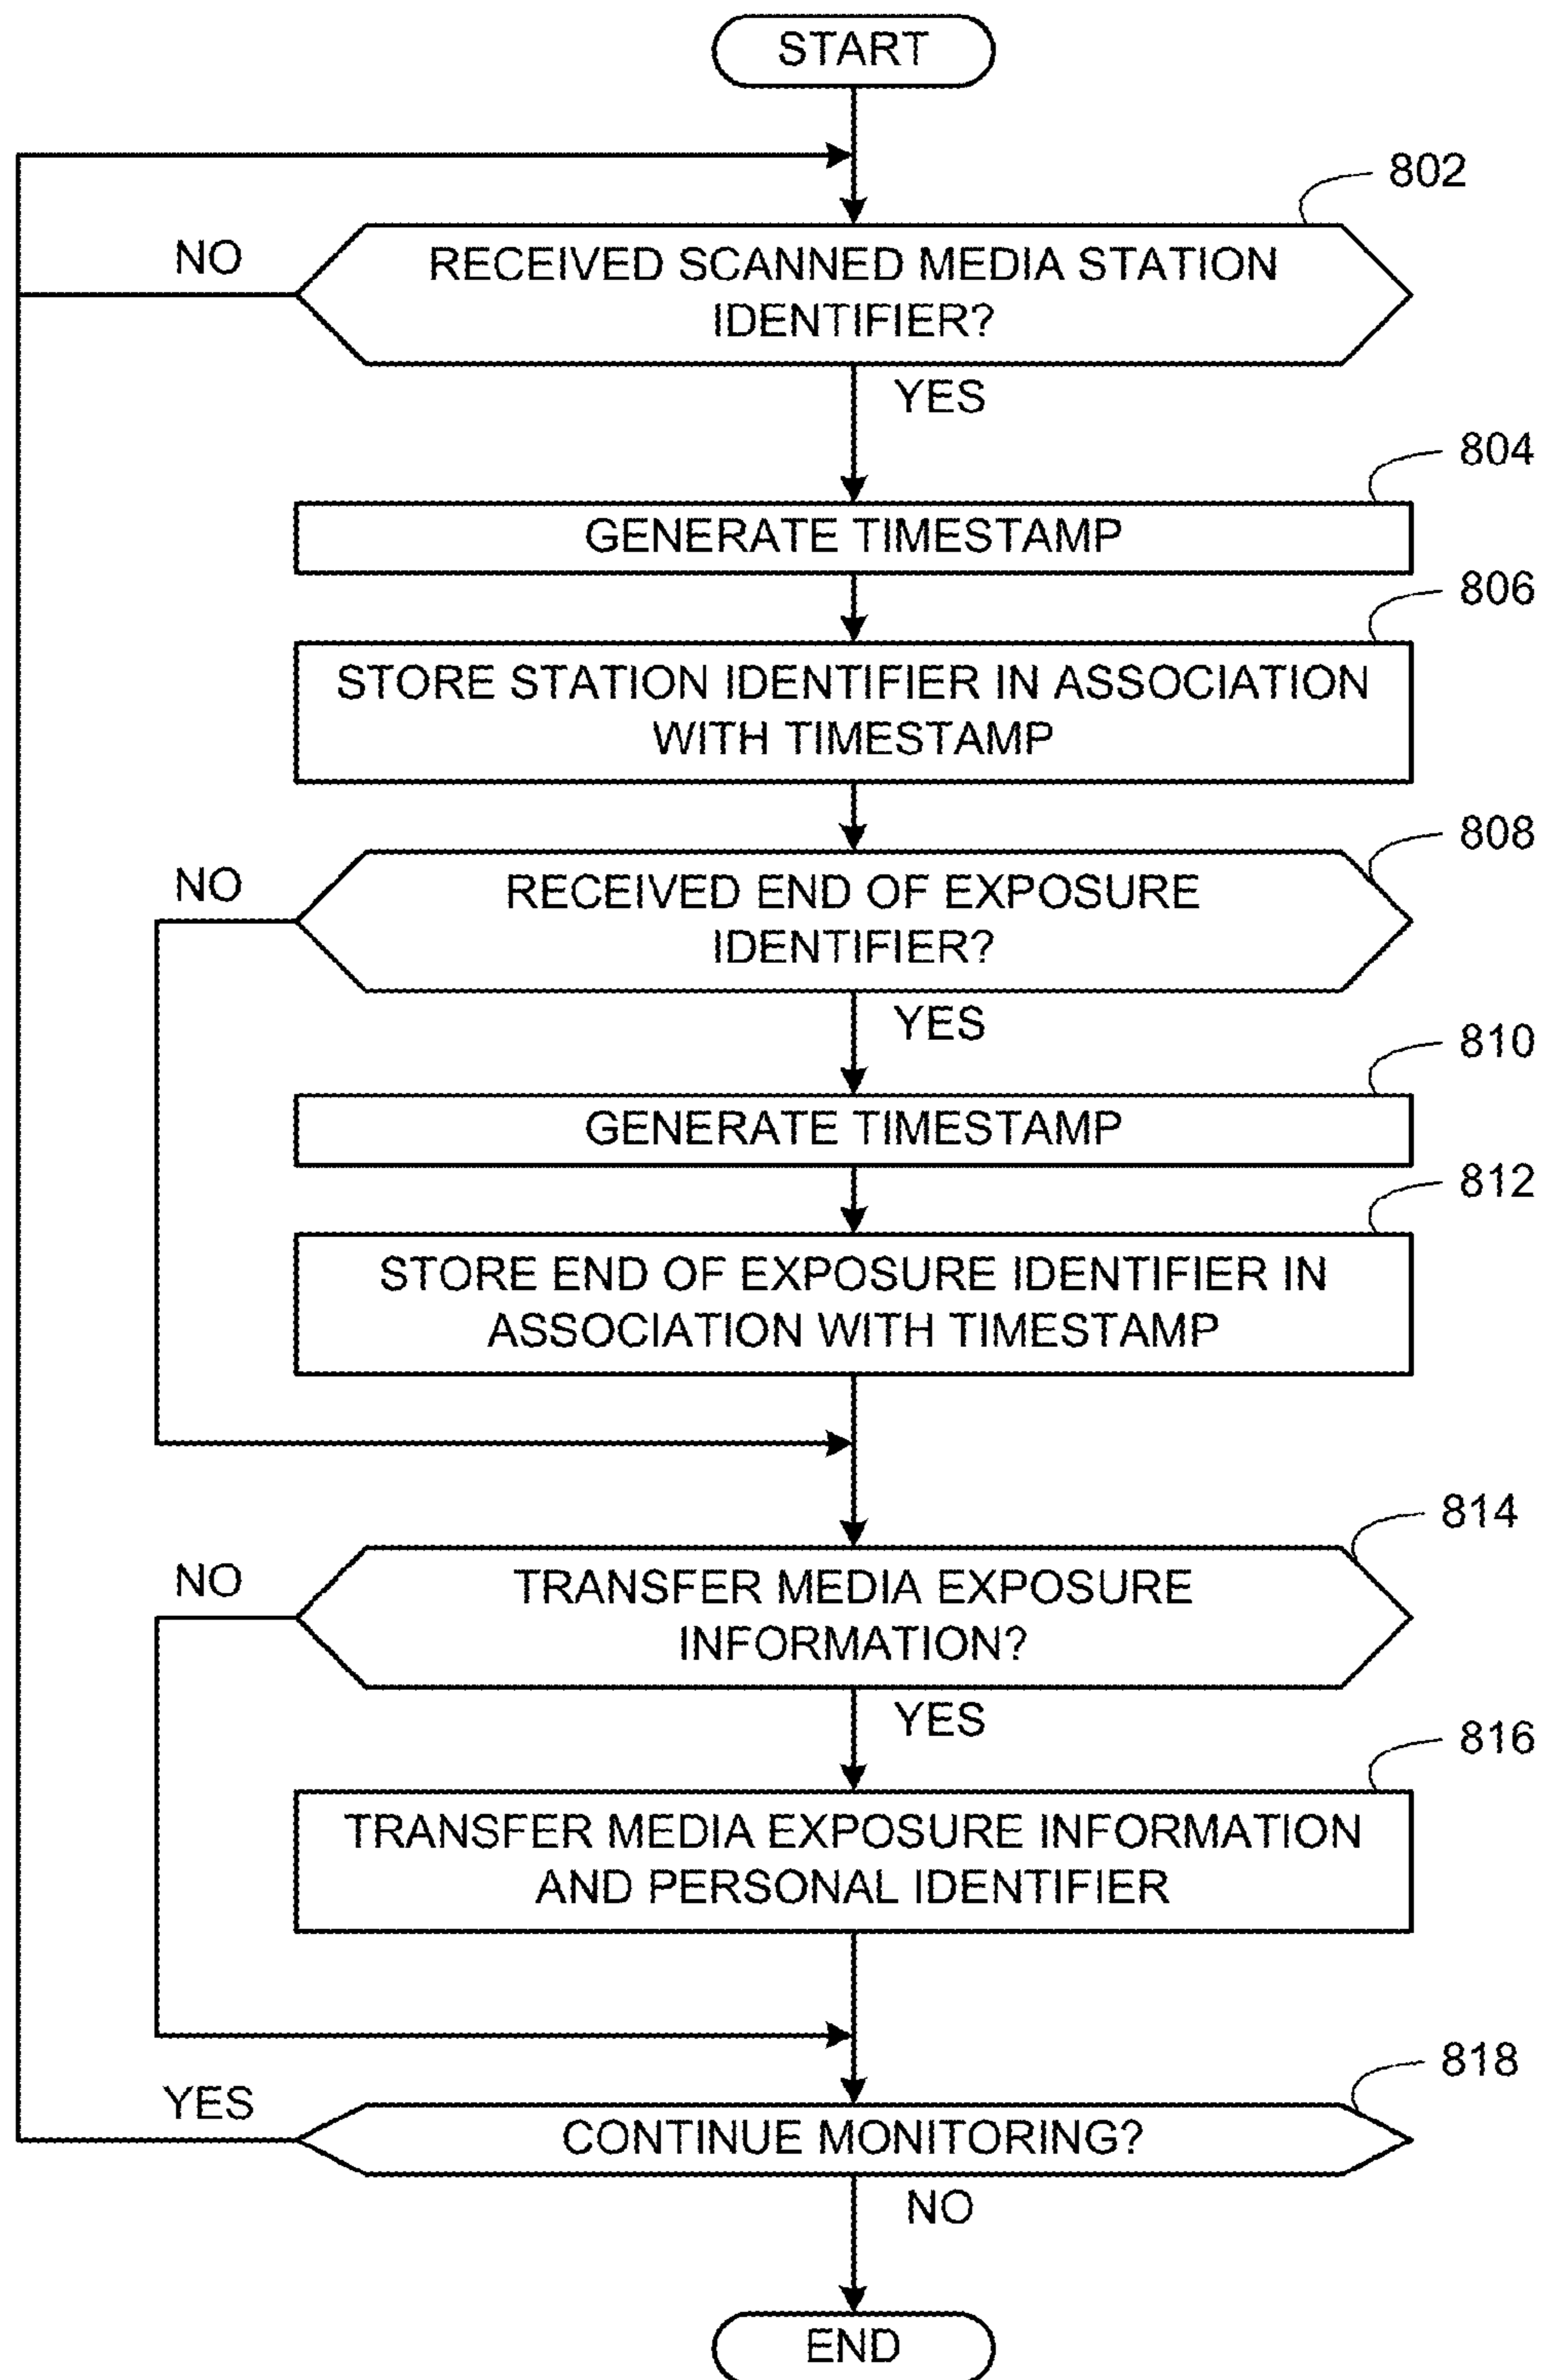 START
802
NO
RECEIVED SCANNED MEDIA STATION
IDENTIFIER?
YES
804
GENERATE TIMESTAMP
806
STORE STATION IDENTIFIER IN ASSOCIATION
WITH TIMESTAMP
808
NO
RECEIVED END OF EXPOSURE
IDENTIFIER?
YES
810
GENERATE TIMESTAMP
812
STORE END OF EXPOSURE IDENTIFIER IN
ASSOCIATION WITH TIMESTAMP
814
NO
TRANSFER MEDIA EXPOSURE
INFORMATION?
YES
816
TRANSFER MEDIA EXPOSURE INFORMATION
AND PERSONAL IDENTIFIER
818
YES
CONTINUE MONITORING?
NO
END